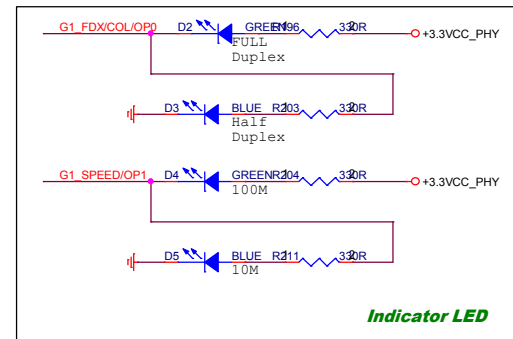 G1_FDX/COL/OP0 D2 GREEN R196 330R +3.3VCC_PHY
FULL
Duplex
D3 BLUE R203 330R
Half
Duplex
G1_SPEED/OP1 D4 GREEN R204 330R +3.3VCC_PHY
100M
D5 BLUE R211 330R
10M
Indicator LED